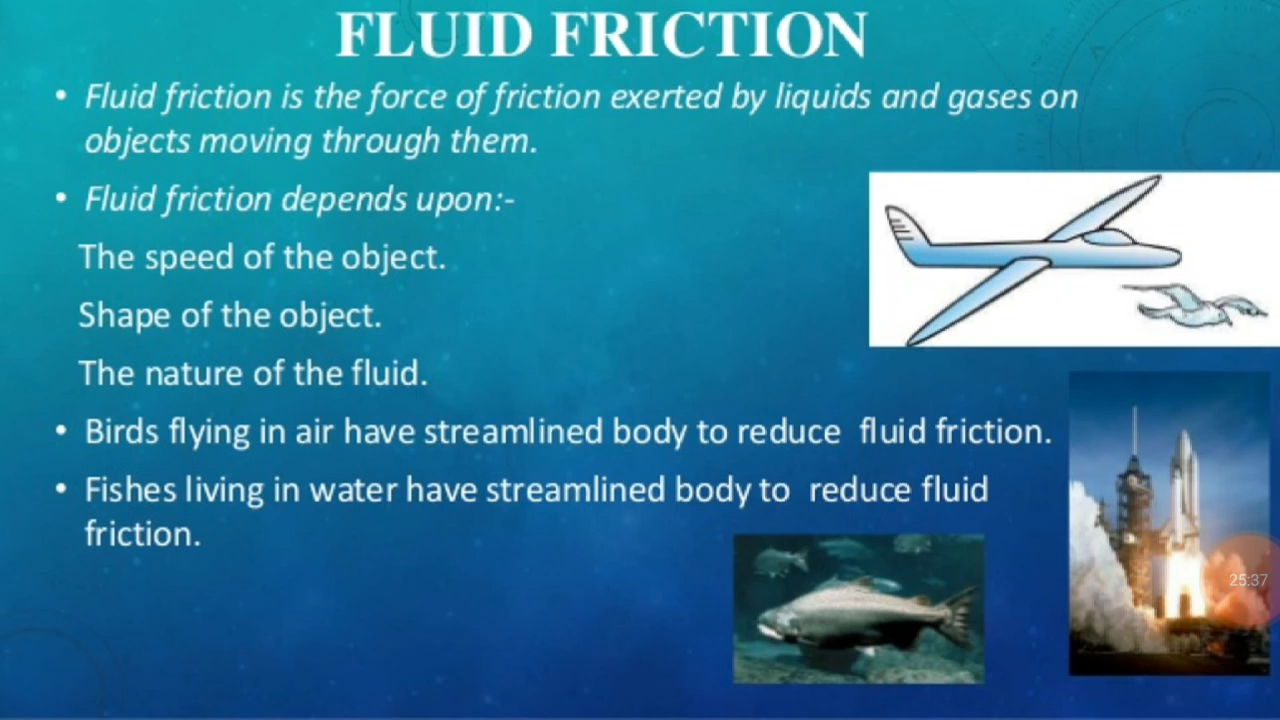 FLUID FRICTION
• Fluid friction is the force of friction exerted by liquids and gases on
objects moving through them.
• Fluid friction depends upon:-
The speed of the object.
Shape of the object.
The nature of the fluid.
• Birds flying in air have streamlined body to reduce fluid friction.
• Fishes living in water have streamlined body to reduce fluid
friction.
25:37